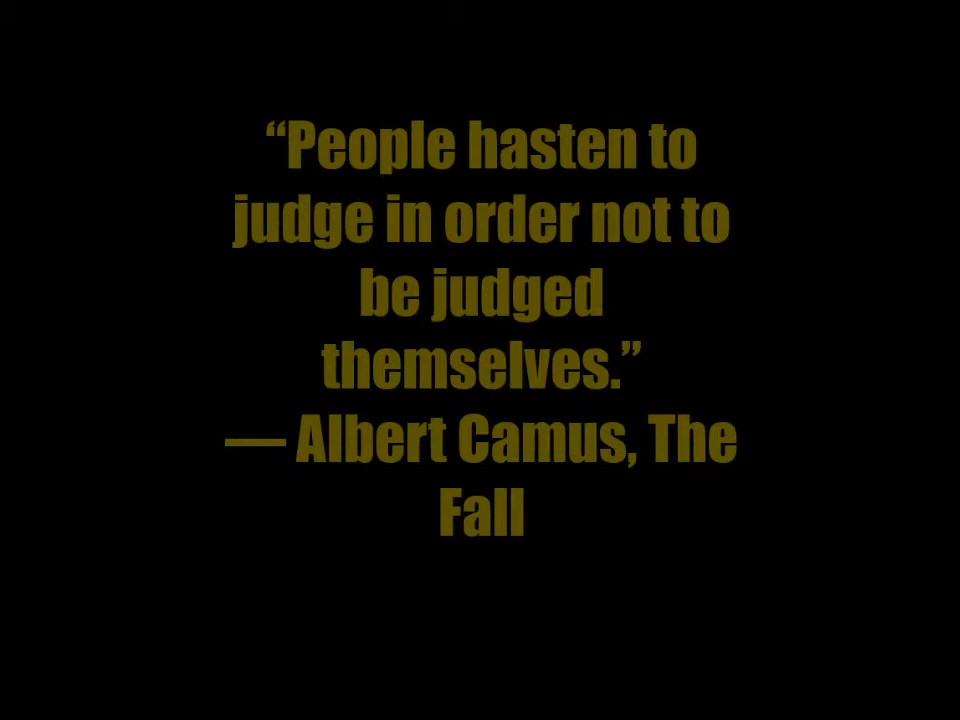 “People hasten to
judge in order not to
be judged
themselves.”
— Albert Camus, The
Fall